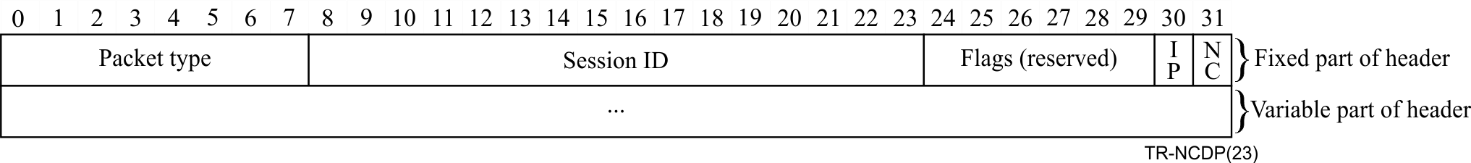 0 1 2 3 4 5 6 7 8 9 10 11 12 13 14 15 16 17 18 19 20 21 22 23 24 25 26 27 28 29 30 31
Packet type Session ID Flags (reserved) IP NC Fixed part of header
... Variable part of header
TR-NCDP(23)